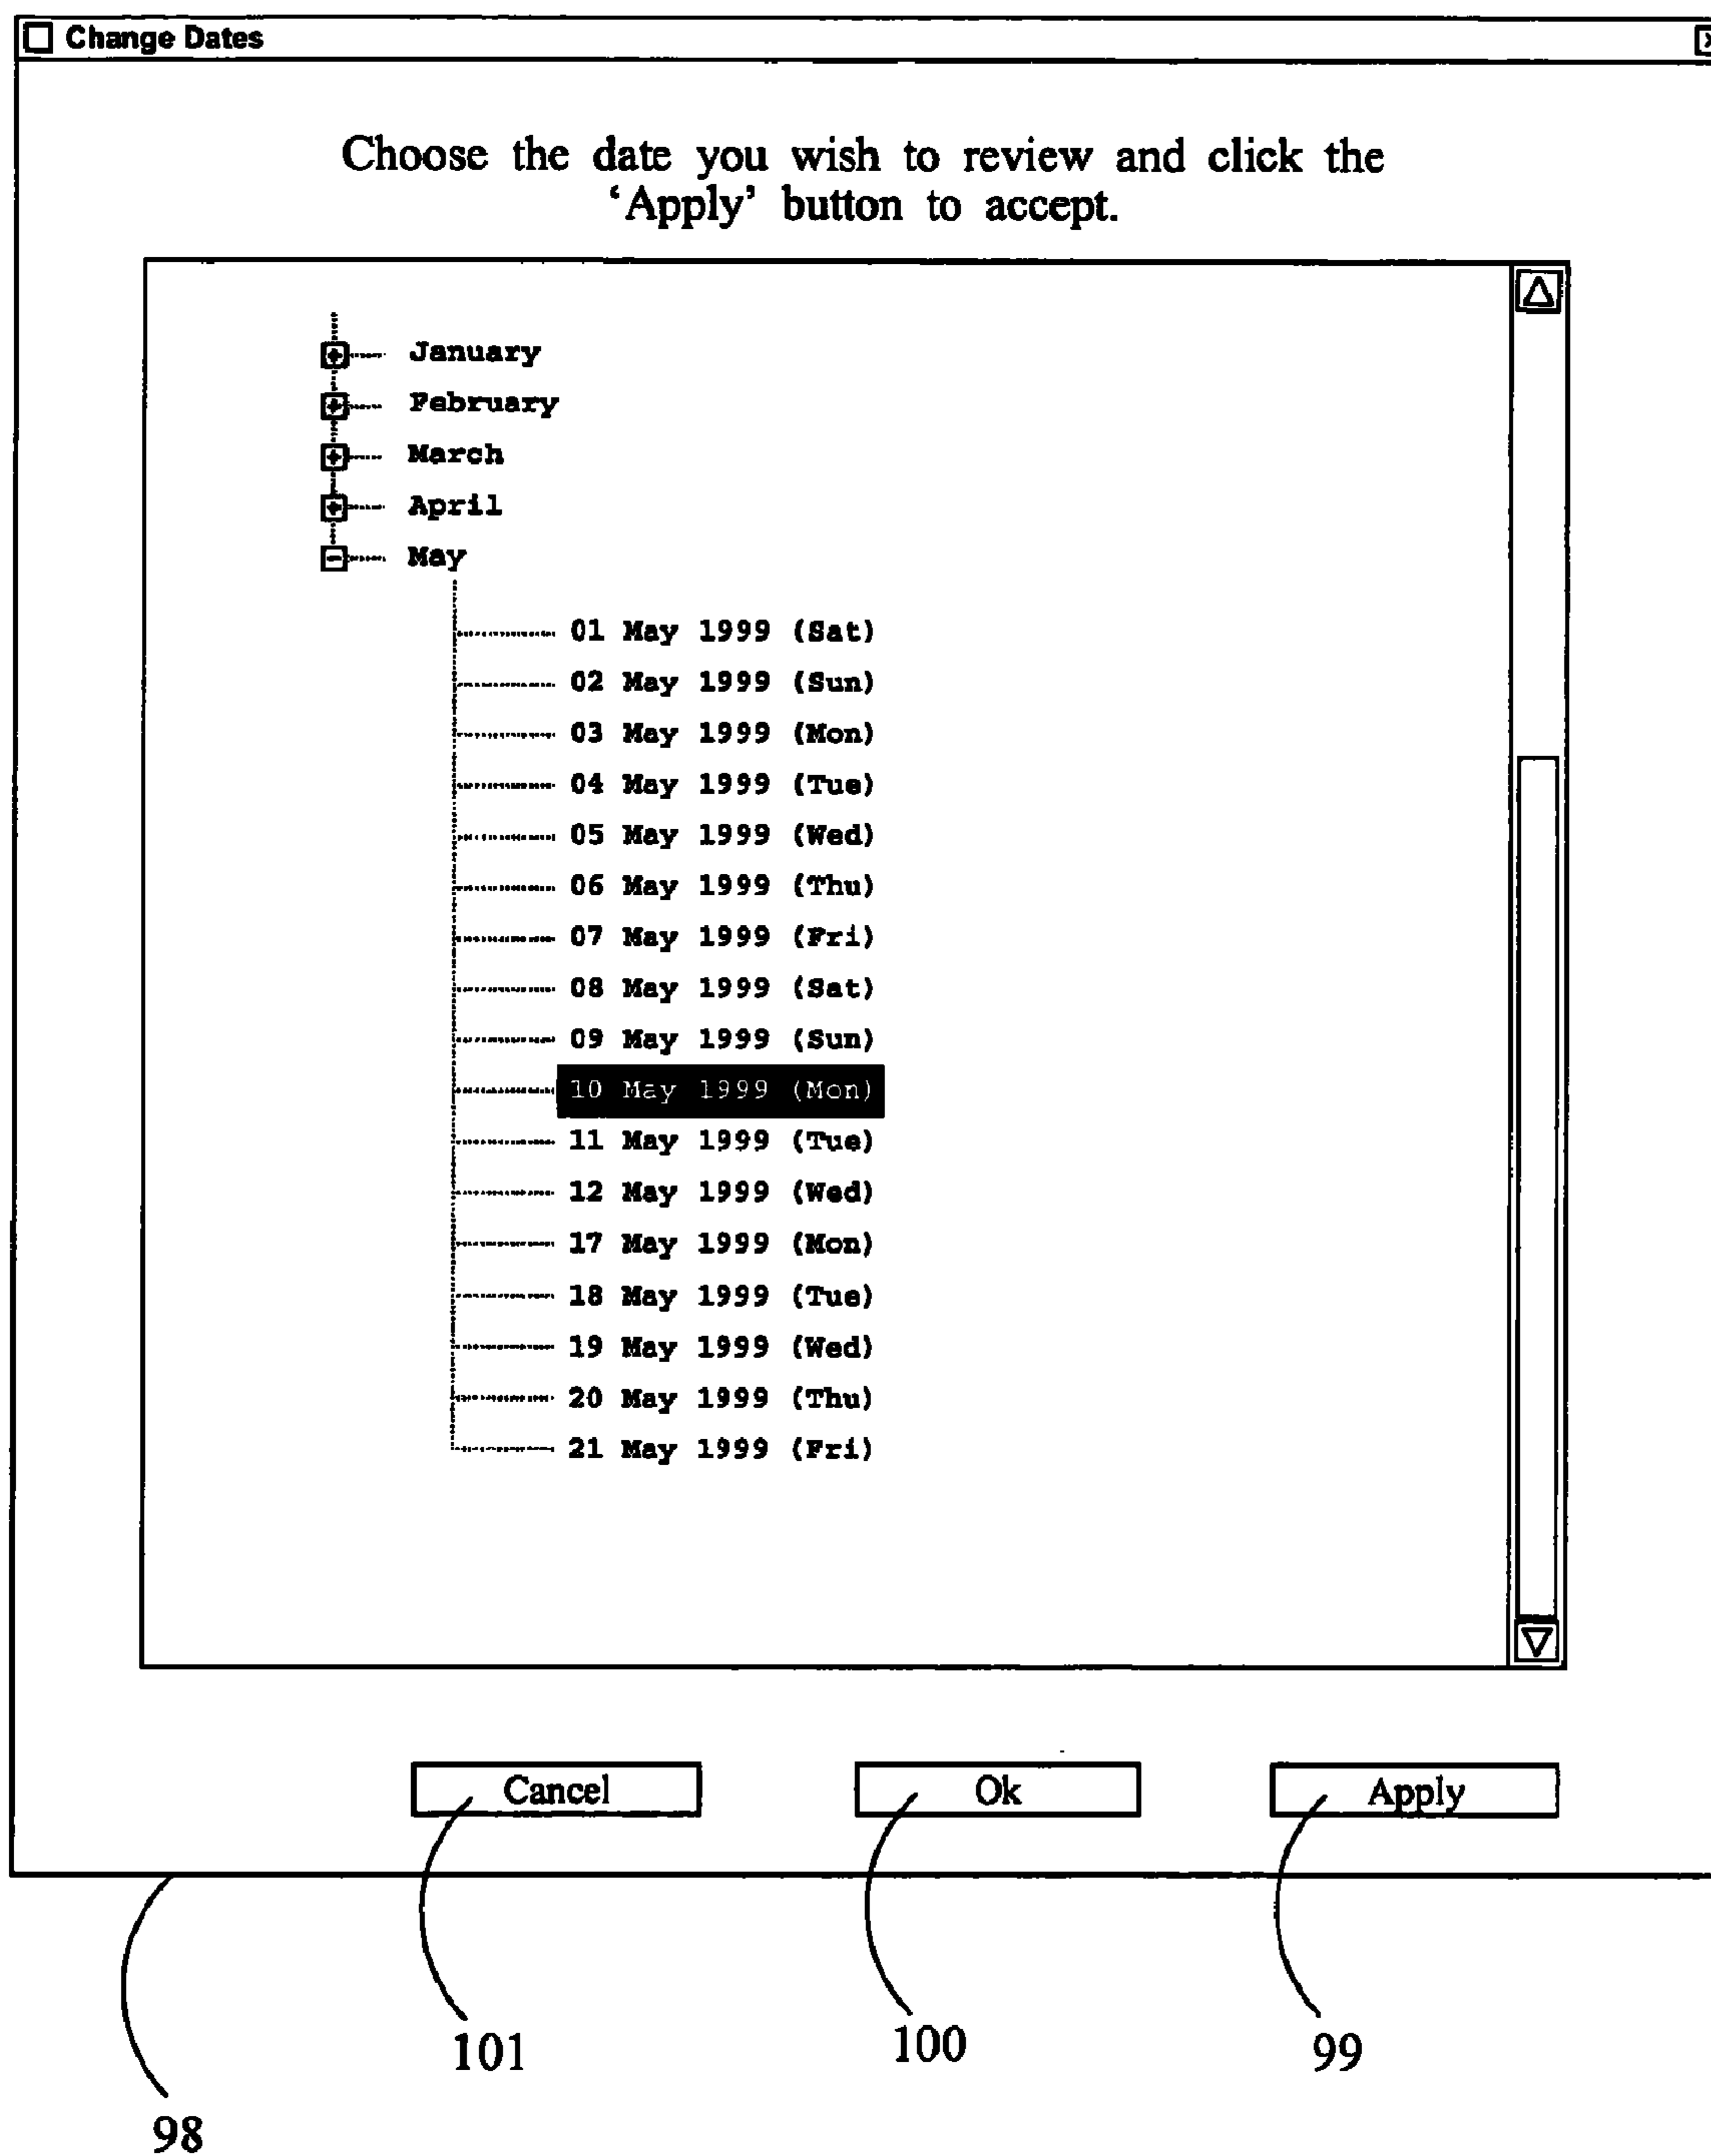 Change Dates
Choose the date you wish to review and click the
‘Apply’ button to accept.
January
February
March
April
May
01 May 1999 (Sat)
02 May 1999 (Sun)
03 May 1999 (Mon)
04 May 1999 (Tue)
05 May 1999 (Wed)
06 May 1999 (Thu)
07 May 1999 (Fri)
08 May 1999 (Sat)
09 May 1999 (Sun)
10 May 1999 (Mon)
11 May 1999 (Tue)
12 May 1999 (Wed)
17 May 1999 (Mon)
18 May 1999 (Tue)
19 May 1999 (Wed)
20 May 1999 (Thu)
21 May 1999 (Fri)
Cancel Ok Apply
101 100 99
98